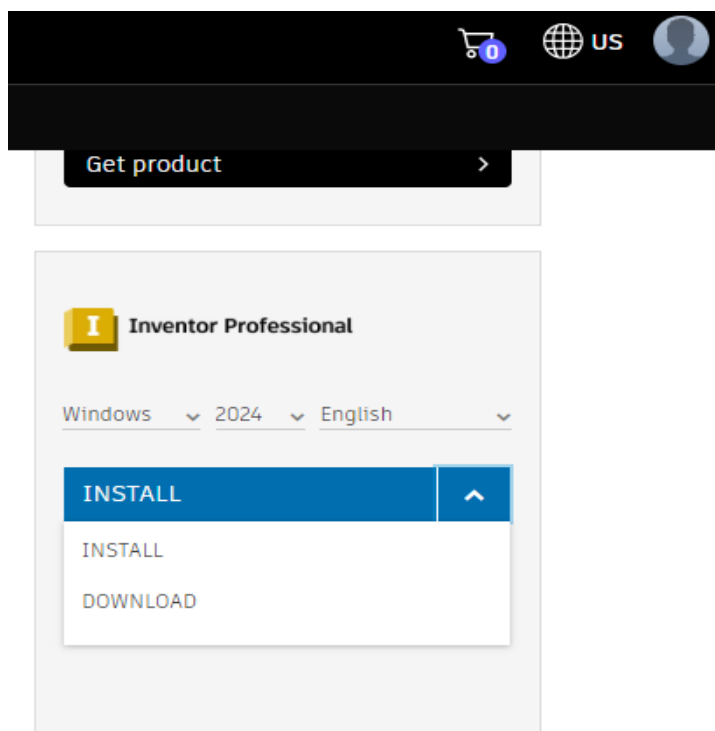 0 US
Get product
I Inventor Professional
Windows 2024 English
INSTALL
INSTALL
DOWNLOAD